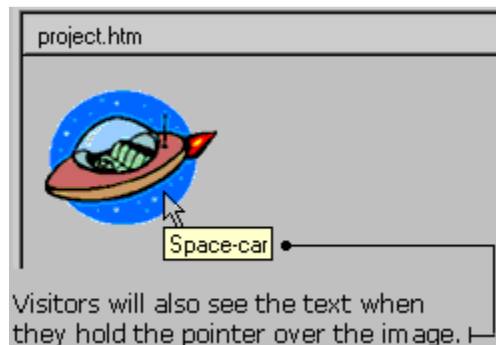 project.htm
Space-car
Visitors will also see the text when
they hold the pointer over the image.